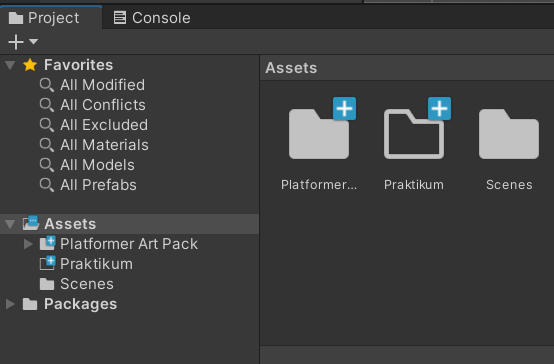 Project
Console
Favorites
All Modified
All Conflicts
All Excluded
All Materials
All Models
All Prefabs
Assets
Platformer Art Pack
Praktikum
Scenes
Packages
Assets
Platformer...
Praktikum
Scenes